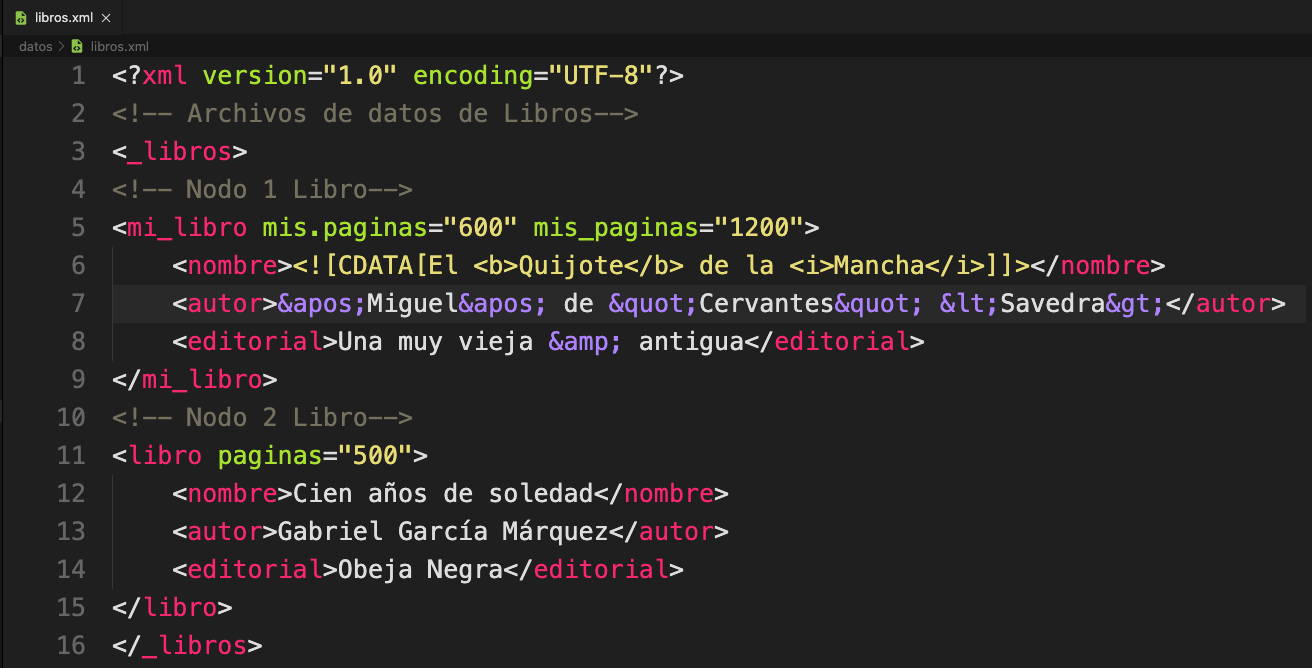 libros.xml ×
datos > libros.xml
1 <?xml version="1.0" encoding="UTF-8"?>
2 <!-- Archivos de datos de Libros-->
3 <_libros>
4 <!-- Nodo 1 Libro-->
5 <mi_libro mis.paginas="600" mis_paginas="1200">
6     <nombre><![CDATA[El <b>Quijote</b> de la <i>Mancha</i>]]></nombre>
7     <autor>&apos;Miguel&apos; de &quot;Cervantes&quot; &lt;Savedra&gt;</autor>
8     <editorial>Una muy vieja &amp; antigua</editorial>
9 </mi_libro>
10 <!-- Nodo 2 Libro-->
11 <libro paginas="500">
12     <nombre>Cien años de soledad</nombre>
13     <autor>Gabriel García Márquez</autor>
14     <editorial>Obeja Negra</editorial>
15 </libro>
16 </_libros>